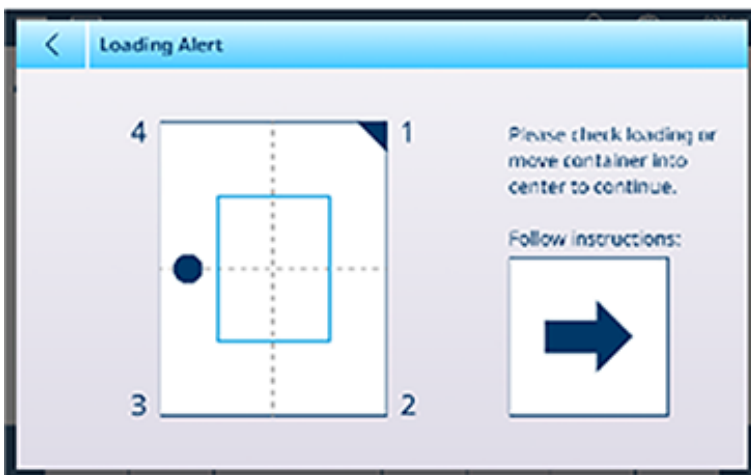 Loading Alert
4
1
Please check loading or
move container into
center to continue.
Follow instructions:
3
2